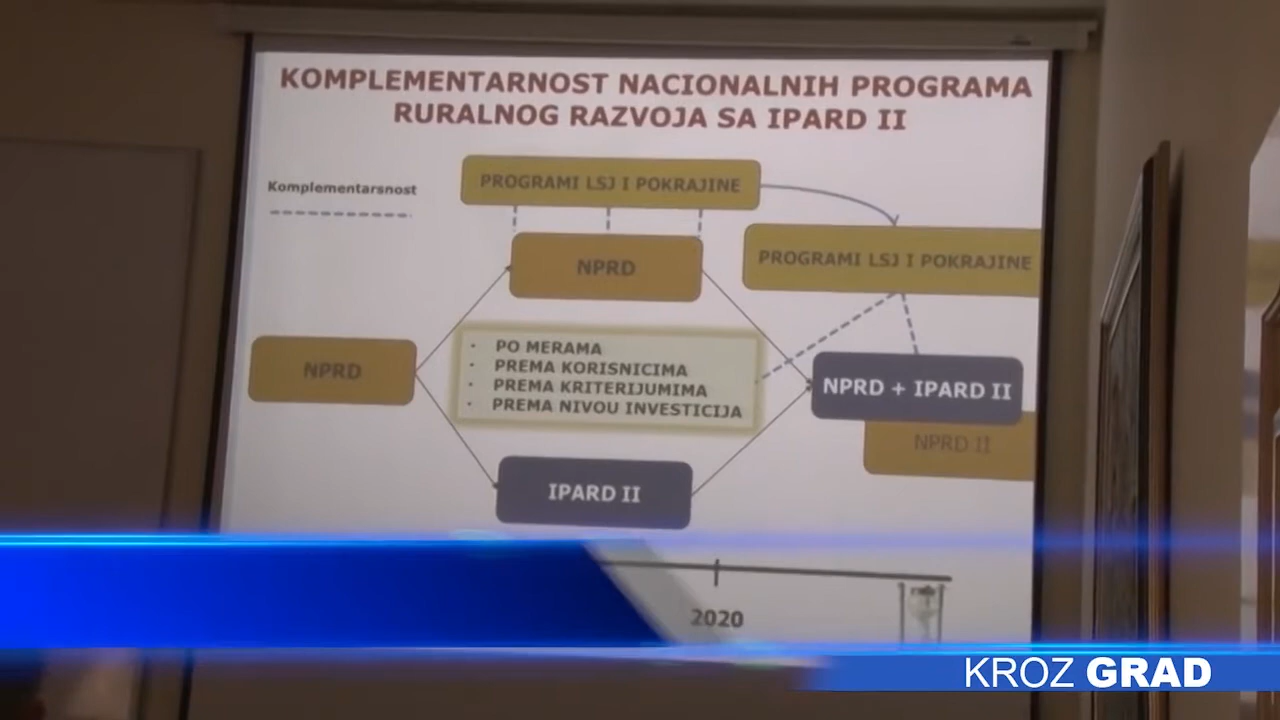 KOMPLEMENTARNOST NACIONALNIH PROGRAMA
RURALNOG RAZVOJA SA IPARD II
Komplementarsnost
PROGRAMI LSJ I POKRAJINE
NPRD
PROGRAMI LSJ I POKRAJINE
NPRD
· PO MERAMA
· PREMA KORISNICIMA
· PREMA KRITERIJUMIMA
· PREMA NIVOU INVESTICIJA
NPRD + IPARD II
NPRD II
IPARD II
2020
KROZ GRAD